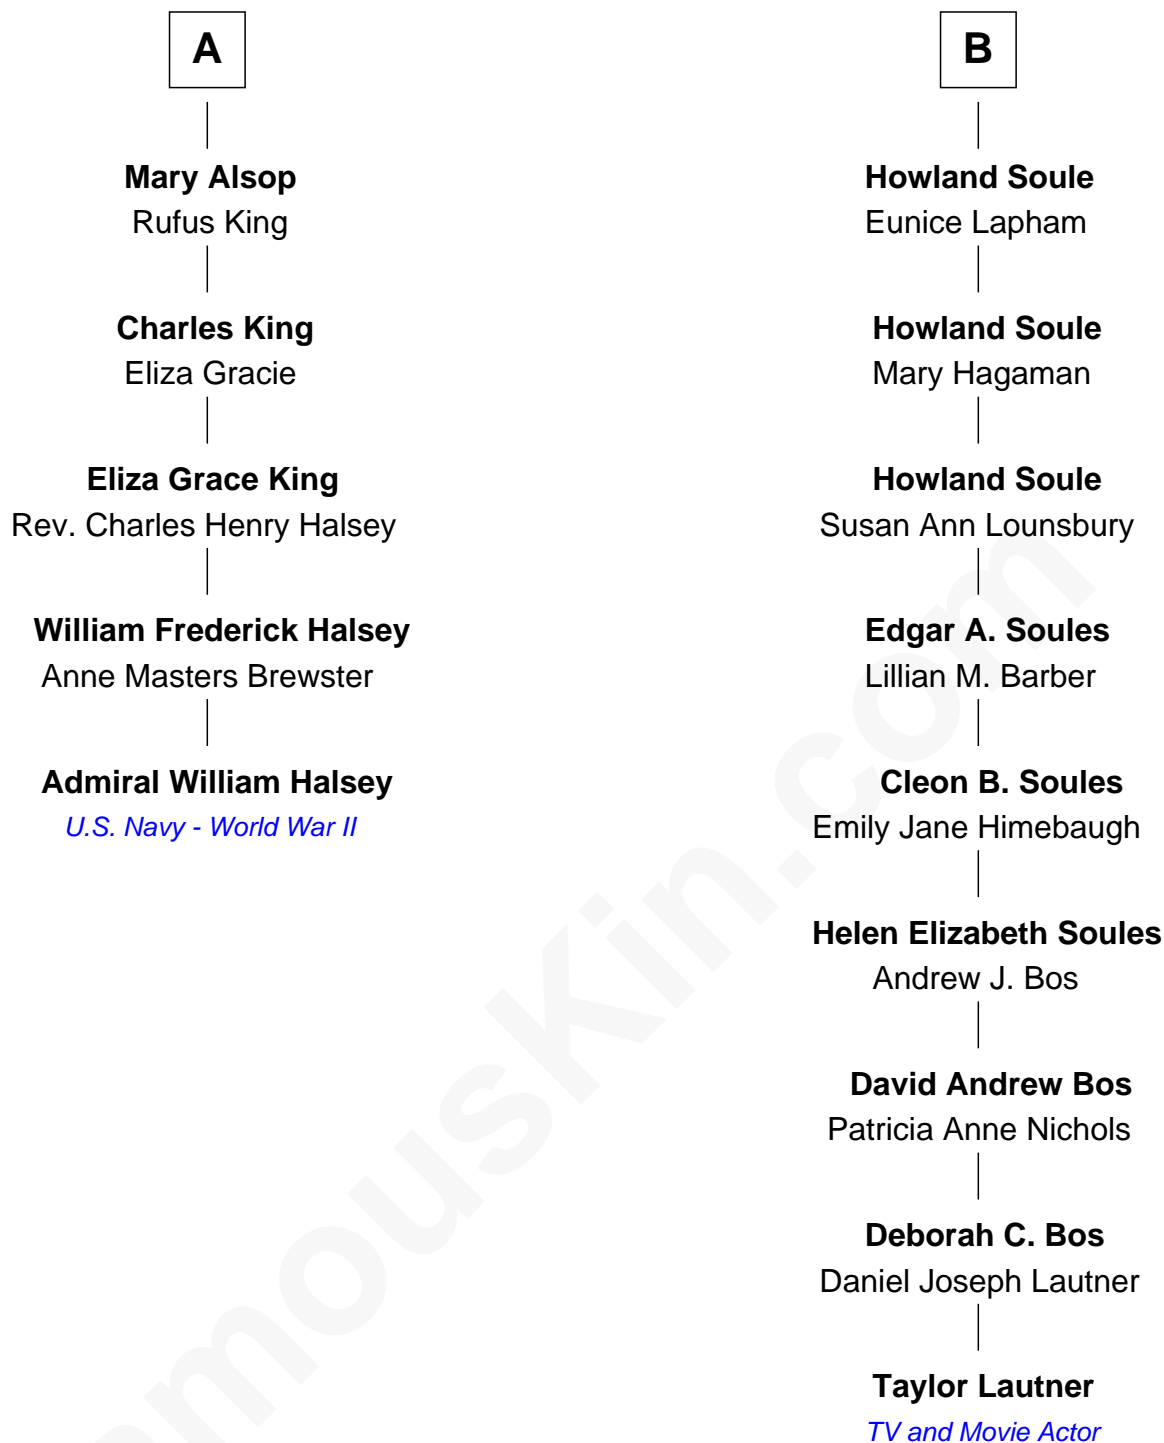 A
Mary Alsop
Rufus King
Charles King
Eliza Gracie
Eliza Grace King
Rev. Charles Henry Halsey
William Frederick Halsey
Anne Masters Brewster
Admiral William Halsey
U.S. Navy - World War II
B
Howland Soule
Eunice Lapham
Howland Soule
Mary Hagaman
Howland Soule
Susan Ann Lounsbury
Edgar A. Soules
Lillian M. Barber
Cleon B. Soules
Emily Jane Himebaugh
Helen Elizabeth Soules
Andrew J. Bos
David Andrew Bos
Patricia Anne Nichols
Deborah C. Bos
Daniel Joseph Lautner
Taylor Lautner
TV and Movie Actor
amousKin.com